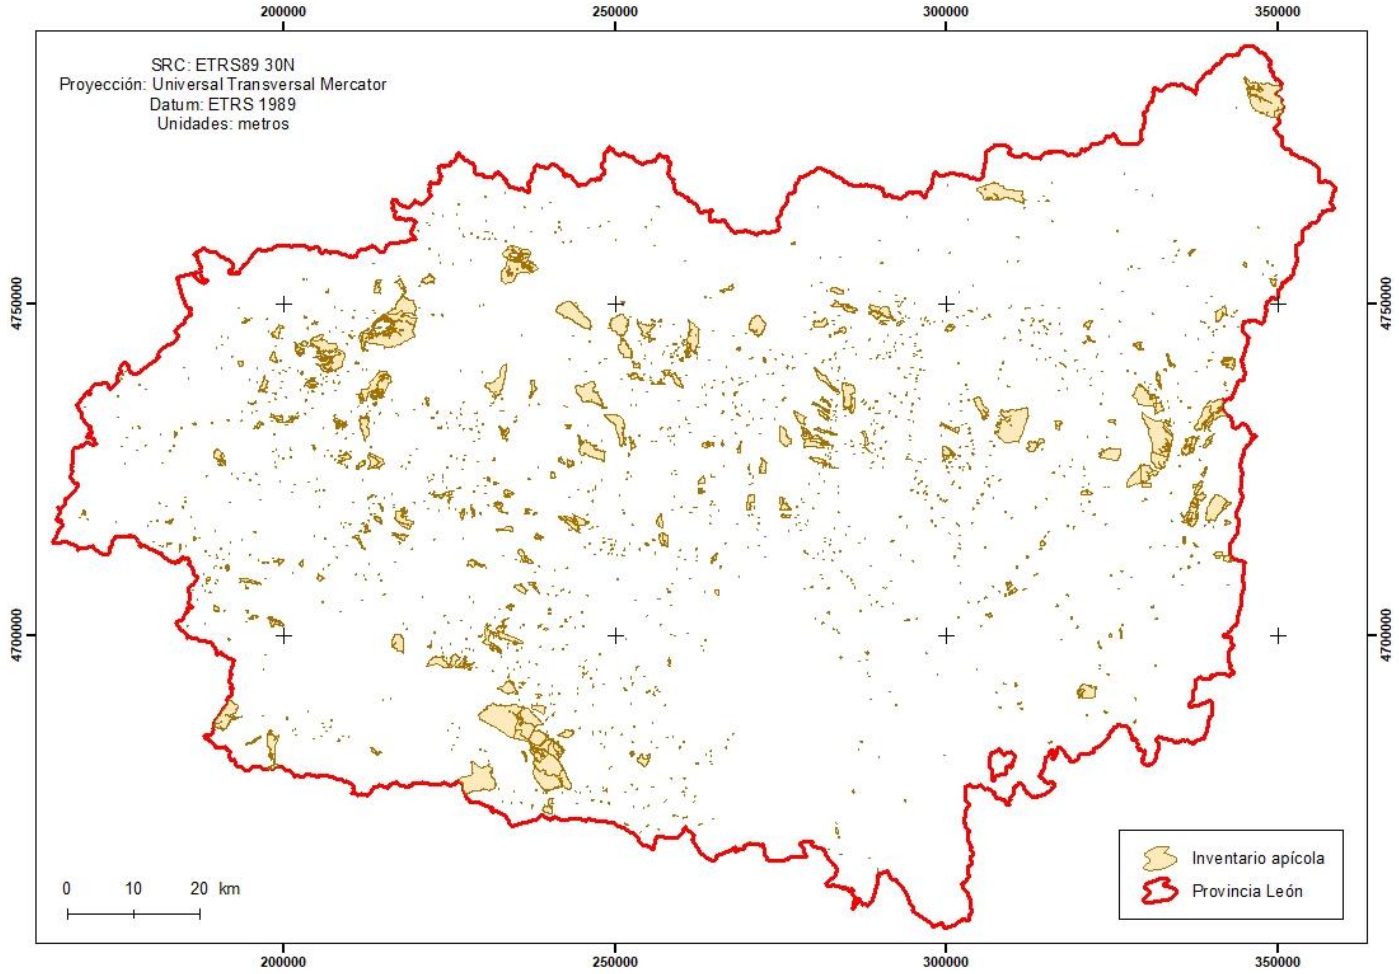 200000 250000 300000 350000
SRC: ETRS89 30N
Proyección: Universal Transversal Mercator
Datum: ETRS 1989
Unidades: metros
4750000 4750000
4700000 4700000
Inventario apícola
Provincia León
0 10 20 km
200000 250000 300000 350000